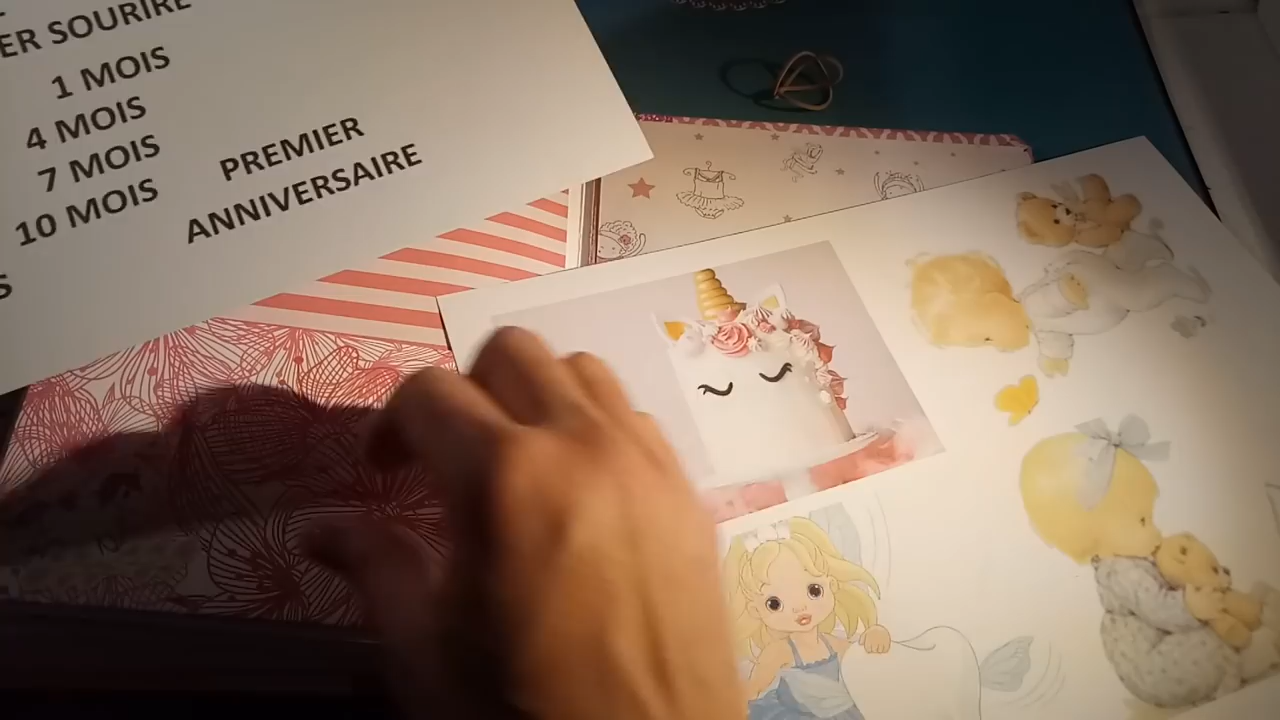 ER SOURIRE
1 MOIS
4 MOIS
7 MOIS
10 MOIS
PREMIER
ANNIVERSAIRE
S